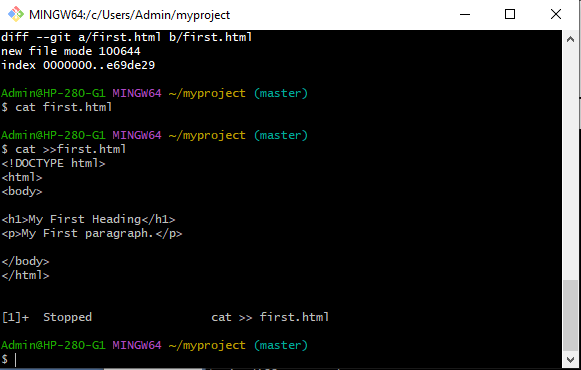 MINGW64:/c/Users/Admin/myproject
diff --git a/first.html b/first.html
new file mode 100644
index 0000000..e69de29
Admin@HP-280-G1 MINGW64 ~/myproject (master)
$ cat first.html
Admin@HP-280-G1 MINGW64 ~/myproject (master)
$ cat >>first.html
<!DOCTYPE html>
<html>
<body>
<h1>My First Heading</h1>
<p>My First paragraph.</p>
</body>
</html>
[1]+  Stopped                 cat >> first.html
Admin@HP-280-G1 MINGW64 ~/myproject (master)
$